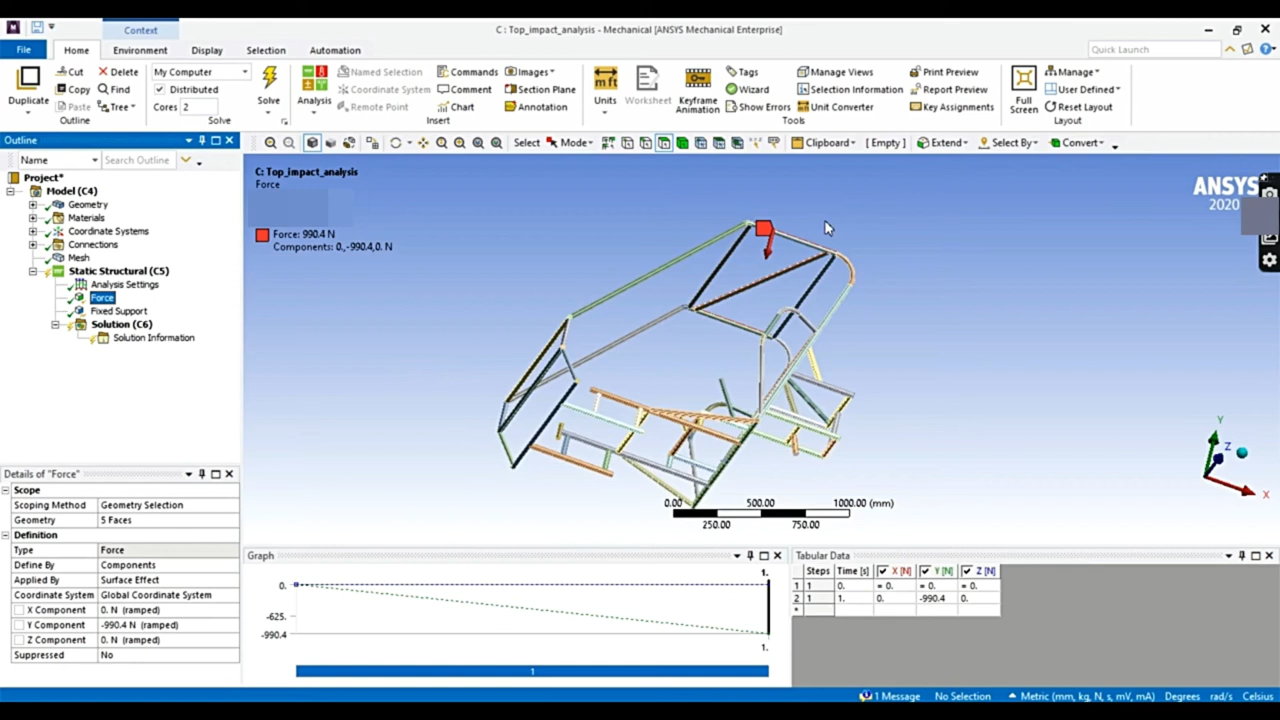 Context
C : Top_impact_analysis - Mechanical [ANSYS Mechanical Enterprise]
File Home Environment Display Selection Automation Quick Launch
Cut Delete My Computer Named Selection Commands Images Tags Manage Views Print Preview Manage
Copy Find Distributed Coordinate System Comment Section Plane Wizard Selection Information Report Preview User Defined
Duplicate Paste Tree Cores 2 Solve Analysis Remote Point Chart Annotation Units Worksheet Keyframe Animation Show Errors Unit Converter Key Assignments Full Screen Reset Layout
Outline Solve Insert Tools Layout
Outline Select Mode Clipboard [ Empty ] Extend Select By Convert
Name Search Outline
Project*
Model (C4)
Geometry
Materials
Coordinate Systems
Connections
Mesh
Static Structural (C5)
Analysis Settings
Force
Fixed Support
Solution (C6)
Solution Information
C: Top_impact_analysis
Force
Force: 990.4 N
Components: 0.,-990.4,0. N
ANSYS
2020
Y
Z
X
0.00 500.00 1000.00 (mm)
250.00 750.00
Details of "Force"
Scope
Scoping Method Geometry Selection
Geometry 5 Faces
Definition
Type Force
Define By Components
Applied By Surface Effect
Coordinate System Global Coordinate System
X Component 0. N (ramped)
Y Component -990.4 N (ramped)
Z Component 0. N (ramped)
Suppressed No
Graph
1.
0.
-625.
-990.4
1.
1
Tabular Data
Steps Time [s] X [N] Y [N] Z [N]
1 1 0. = 0. = 0. = 0.
2 1 1. 0. -990.4 0.
*
1 Message No Selection Metric (mm, kg, N, s, mV, mA) Degrees rad/s Celsius